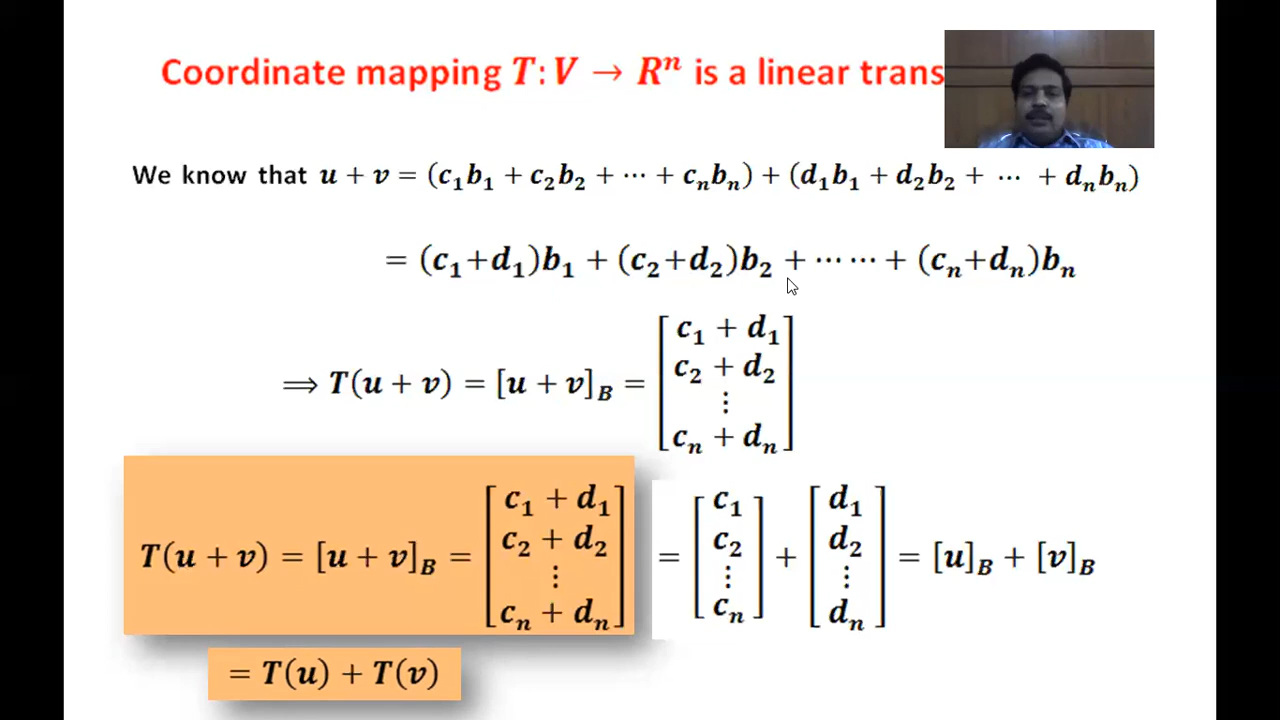 Coordinate mapping T: V → Rⁿ is a linear trans
We know that u + v = (c₁b₁ + c₂b₂ + ⋯ + cₙbₙ) + (d₁b₁ + d₂b₂ + ⋯ + dₙbₙ)
= (c₁+d₁)b₁ + (c₂+d₂)b₂ + ⋯⋯ + (cₙ+dₙ)bₙ
⟹ T(u + v) = [u + v]_B = [c₁ + d₁ c₂ + d₂ ⋮ cₙ + dₙ]
T(u + v) = [u + v]_B = [c₁ + d₁ c₂ + d₂ ⋮ cₙ + dₙ] = [c₁ c₂ ⋮ cₙ] + [d₁ d₂ ⋮ dₙ] = [u]_B + [v]_B
= T(u) + T(v)